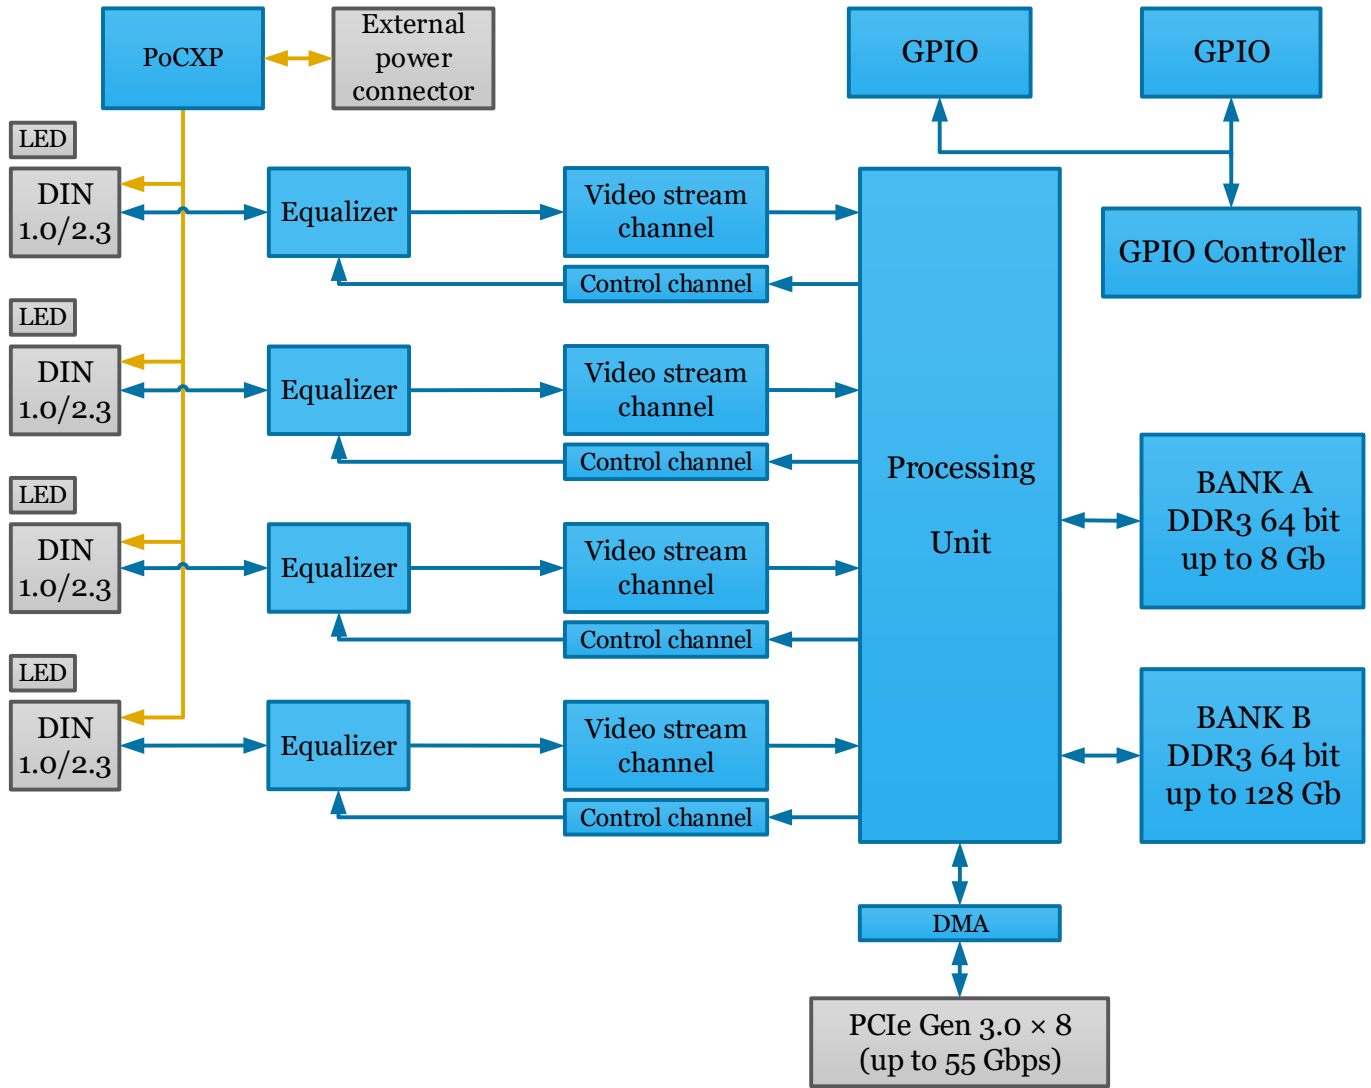 PoCXP
External
power
connector
GPIO
GPIO
LED
DIN
1.0/2.3
Equalizer
Video stream
channel
Control channel
GPIO Controller
LED
DIN
1.0/2.3
Equalizer
Video stream
channel
Control channel
Processing
Unit
BANK A
DDR3 64 bit
up to 8 Gb
LED
DIN
1.0/2.3
Equalizer
Video stream
channel
Control channel
LED
DIN
1.0/2.3
Equalizer
Video stream
channel
Control channel
BANK B
DDR3 64 bit
up to 128 Gb
DMA
PCIe Gen 3.0 × 8
(up to 55 Gbps)